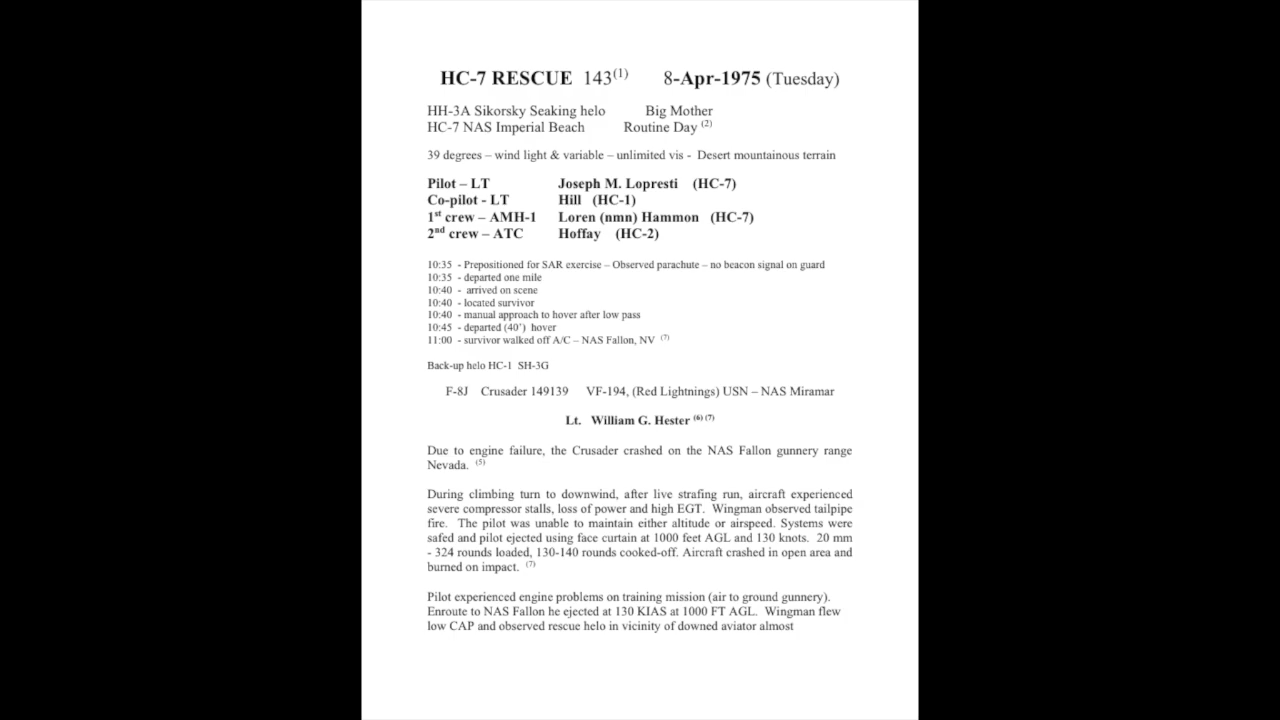 HC-7 RESCUE 143(1) 8-Apr-1975 (Tuesday)
HH-3A Sikorsky Seaking helo Big Mother
HC-7 NAS Imperial Beach Routine Day (2)
39 degrees – wind light & variable – unlimited vis - Desert mountainous terrain
Pilot – LT Joseph M. Lopresti (HC-7)
Co-pilot - LT Hill (HC-1)
1st crew – AMH-1 Loren (nmn) Hammon (HC-7)
2nd crew – ATC Hoffay (HC-2)
10:35 - Prepositioned for SAR exercise – Observed parachute – no beacon signal on guard
10:35 - departed one mile
10:40 - arrived on scene
10:40 - located survivor
10:40 - manual approach to hover after low pass
10:45 - departed (40’) hover
11:00 - survivor walked off A/C – NAS Fallon, NV (7)
Back-up helo HC-1 SH-3G
F-8J Crusader 149139 VF-194, (Red Lightnings) USN – NAS Miramar
Lt. William G. Hester (6) (7)
Due to engine failure, the Crusader crashed on the NAS Fallon gunnery range
Nevada. (5)
During climbing turn to downwind, after live strafing run, aircraft experienced
severe compressor stalls, loss of power and high EGT. Wingman observed tailpipe
fire. The pilot was unable to maintain either altitude or airspeed. Systems were
safed and pilot ejected using face curtain at 1000 feet AGL and 130 knots. 20 mm
- 324 rounds loaded, 130-140 rounds cooked-off. Aircraft crashed in open area and
burned on impact. (7)
Pilot experienced engine problems on training mission (air to ground gunnery).
Enroute to NAS Fallon he ejected at 130 KIAS at 1000 FT AGL. Wingman flew
low CAP and observed rescue helo in vicinity of downed aviator almost